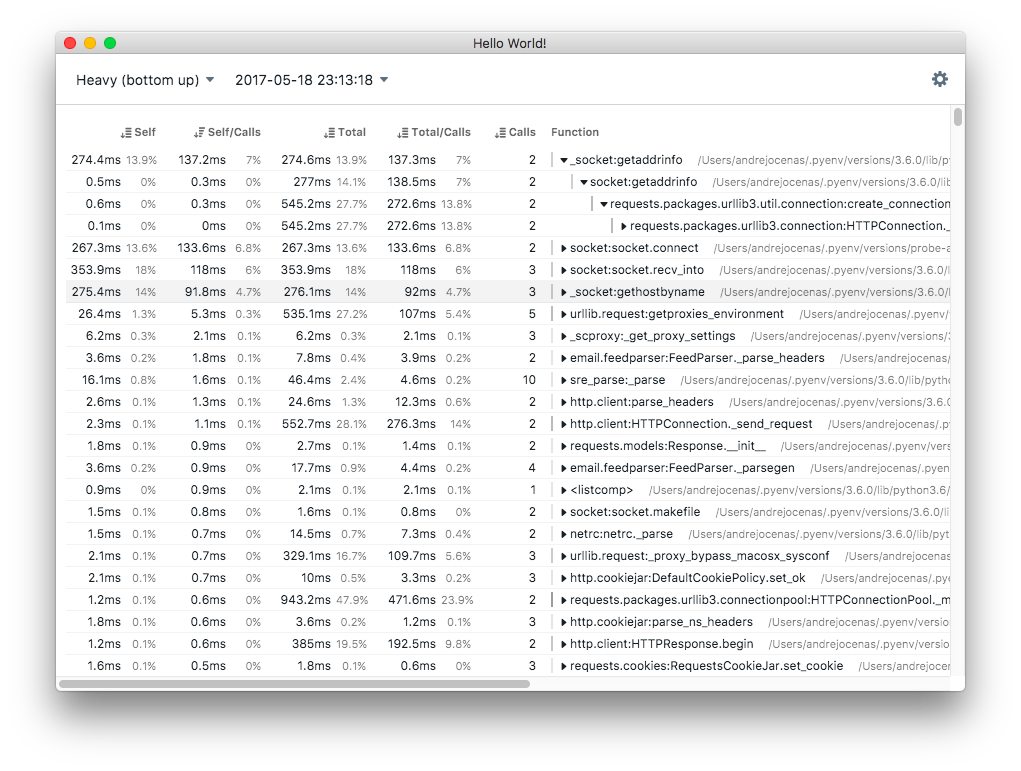 Hello World!
Heavy (bottom up) 2017-05-18 23:13:18
Self Self/Calls Total Total/Calls Calls Function
274.4ms 13.9% 137.2ms 7% 274.6ms 13.9% 137.3ms 7% 2 _socket:getaddrinfo /Users/andrejocenas/.pyenv/versions/3.6.0/lib/p
0.5ms 0% 0.3ms 0% 277ms 14.1% 138.5ms 7% 2 socket:getaddrinfo /Users/andrejocenas/.pyenv/versions/3.6.0/lib
0.6ms 0% 0.3ms 0% 545.2ms 27.7% 272.6ms 13.8% 2 requests.packages.urllib3.util.connection:create_connection
0.1ms 0% 0ms 0% 545.2ms 27.7% 272.6ms 13.8% 2 requests.packages.urllib3.connection:HTTPConnection._
267.3ms 13.6% 133.6ms 6.8% 267.3ms 13.6% 133.6ms 6.8% 2 socket:socket.connect /Users/andrejocenas/.pyenv/versions/probe-a
353.9ms 18% 118ms 6% 353.9ms 18% 118ms 6% 3 socket:socket.recv_into /Users/andrejocenas/.pyenv/versions/3.6.0/l
275.4ms 14% 91.8ms 4.7% 276.1ms 14% 92ms 4.7% 3 _socket:gethostbyname /Users/andrejocenas/.pyenv/versions/3.6.0/l
26.4ms 1.3% 5.3ms 0.3% 535.1ms 27.2% 107ms 5.4% 5 urllib.request:getproxies_environment /Users/andrejocenas/.pyenv/v
6.2ms 0.3% 2.1ms 0.1% 6.2ms 0.3% 2.1ms 0.1% 3 _scproxy:_get_proxy_settings /Users/andrejocenas/.pyenv/versions/3
3.6ms 0.2% 1.8ms 0.1% 7.8ms 0.4% 3.9ms 0.2% 2 email.feedparser:FeedParser._parse_headers /Users/andrejocenas/.p
16.1ms 0.8% 1.6ms 0.1% 46.4ms 2.4% 4.6ms 0.2% 10 sre_parse:_parse /Users/andrejocenas/.pyenv/versions/3.6.0/lib/pytho
2.6ms 0.1% 1.3ms 0.1% 24.6ms 1.3% 12.3ms 0.6% 2 http.client:parse_headers /Users/andrejocenas/.pyenv/versions/3.6.0
2.3ms 0.1% 1.1ms 0.1% 552.7ms 28.1% 276.3ms 14% 2 http.client:HTTPConnection._send_request /Users/andrejocenas/.pye
1.8ms 0.1% 0.9ms 0% 2.7ms 0.1% 1.4ms 0.1% 2 requests.models:Response.__init__ /Users/andrejocenas/.pyenv/vers
3.6ms 0.2% 0.9ms 0% 17.7ms 0.9% 4.4ms 0.2% 4 email.feedparser:FeedParser._parsegen /Users/andrejocenas/.pyen
0.9ms 0% 0.9ms 0% 2.1ms 0.1% 2.1ms 0.1% 1 <listcomp> /Users/andrejocenas/.pyenv/versions/3.6.0/lib/python3.6/
1.5ms 0.1% 0.8ms 0% 1.6ms 0.1% 0.8ms 0% 2 socket:socket.makefile /Users/andrejocenas/.pyenv/versions/3.6.0/l
1.5ms 0.1% 0.7ms 0% 14.5ms 0.7% 7.3ms 0.4% 2 netrc:netrc._parse /Users/andrejocenas/.pyenv/versions/3.6.0/lib/pyt
2.1ms 0.1% 0.7ms 0% 329.1ms 16.7% 109.7ms 5.6% 3 urllib.request:_proxy_bypass_macosx_sysconf /Users/andrejocenas
2.1ms 0.1% 0.7ms 0% 10ms 0.5% 3.3ms 0.2% 3 http.cookiejar:DefaultCookiePolicy.set_ok /Users/andrejocenas/.pye
1.2ms 0.1% 0.6ms 0% 943.2ms 47.9% 471.6ms 23.9% 2 requests.packages.urllib3.connectionpool:HTTPConnectionPool._m
1.8ms 0.1% 0.6ms 0% 3.6ms 0.2% 1.2ms 0.1% 3 http.cookiejar:parse_ns_headers /Users/andrejocenas/.pyenv/versio
1.2ms 0.1% 0.6ms 0% 385ms 19.5% 192.5ms 9.8% 2 http.client:HTTPResponse.begin /Users/andrejocenas/.pyenv/versio
1.6ms 0.1% 0.5ms 0% 1.8ms 0.1% 0.6ms 0% 3 requests.cookies:RequestsCookieJar.set_cookie /Users/andrejocen